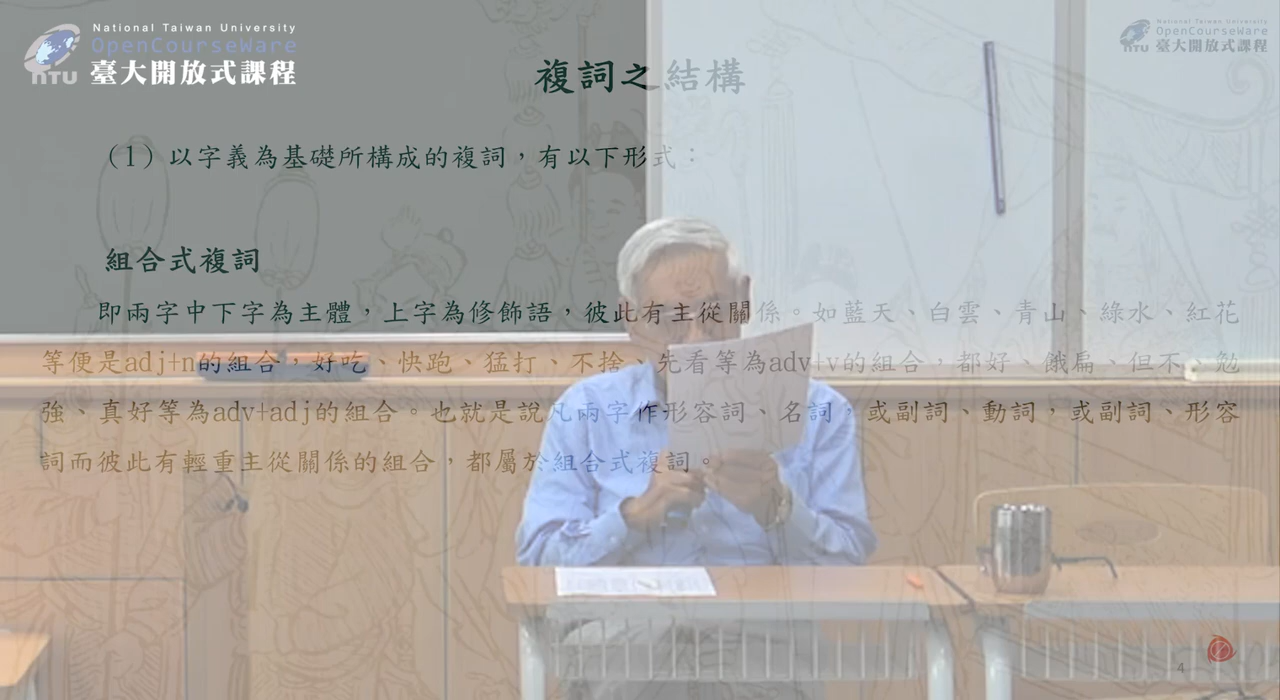 National Taiwan University
OpenCourseWare
NTU 臺大開放式課程
OpenCourseWare
臺大開放式課程
複詞之結構
（1）以字義為基礎所構成的複詞，有以下形式：
組合式複詞
即兩字中下字為主體，上字為修飾語，彼此有主從關係。如藍天、白雲、青山、綠水、紅花
等便是adj+n的組合，好吃、快跑、猛打、不捨、先看等為adv+v的組合，都好、餓扁、但不、勉
強、真好等為adv+adj的組合。也就是說凡兩字作形容詞、名詞，或副詞、動詞，或副詞、形容
詞而彼此有輕重主從關係的組合，都屬於組合式複詞。
4